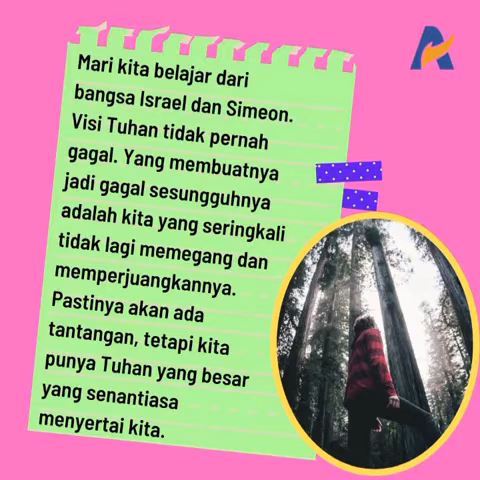 Mari kita belajar dari
bangsa Israel dan Simeon.
Visi Tuhan tidak pernah
gagal. Yang membuatnya
jadi gagal sesungguhnya
adalah kita yang seringkali
tidak lagi memegang dan
memperjuangkannya.
Pastinya akan ada
tantangan, tetapi kita
punya Tuhan yang besar
yang senantiasa
menyertai kita.